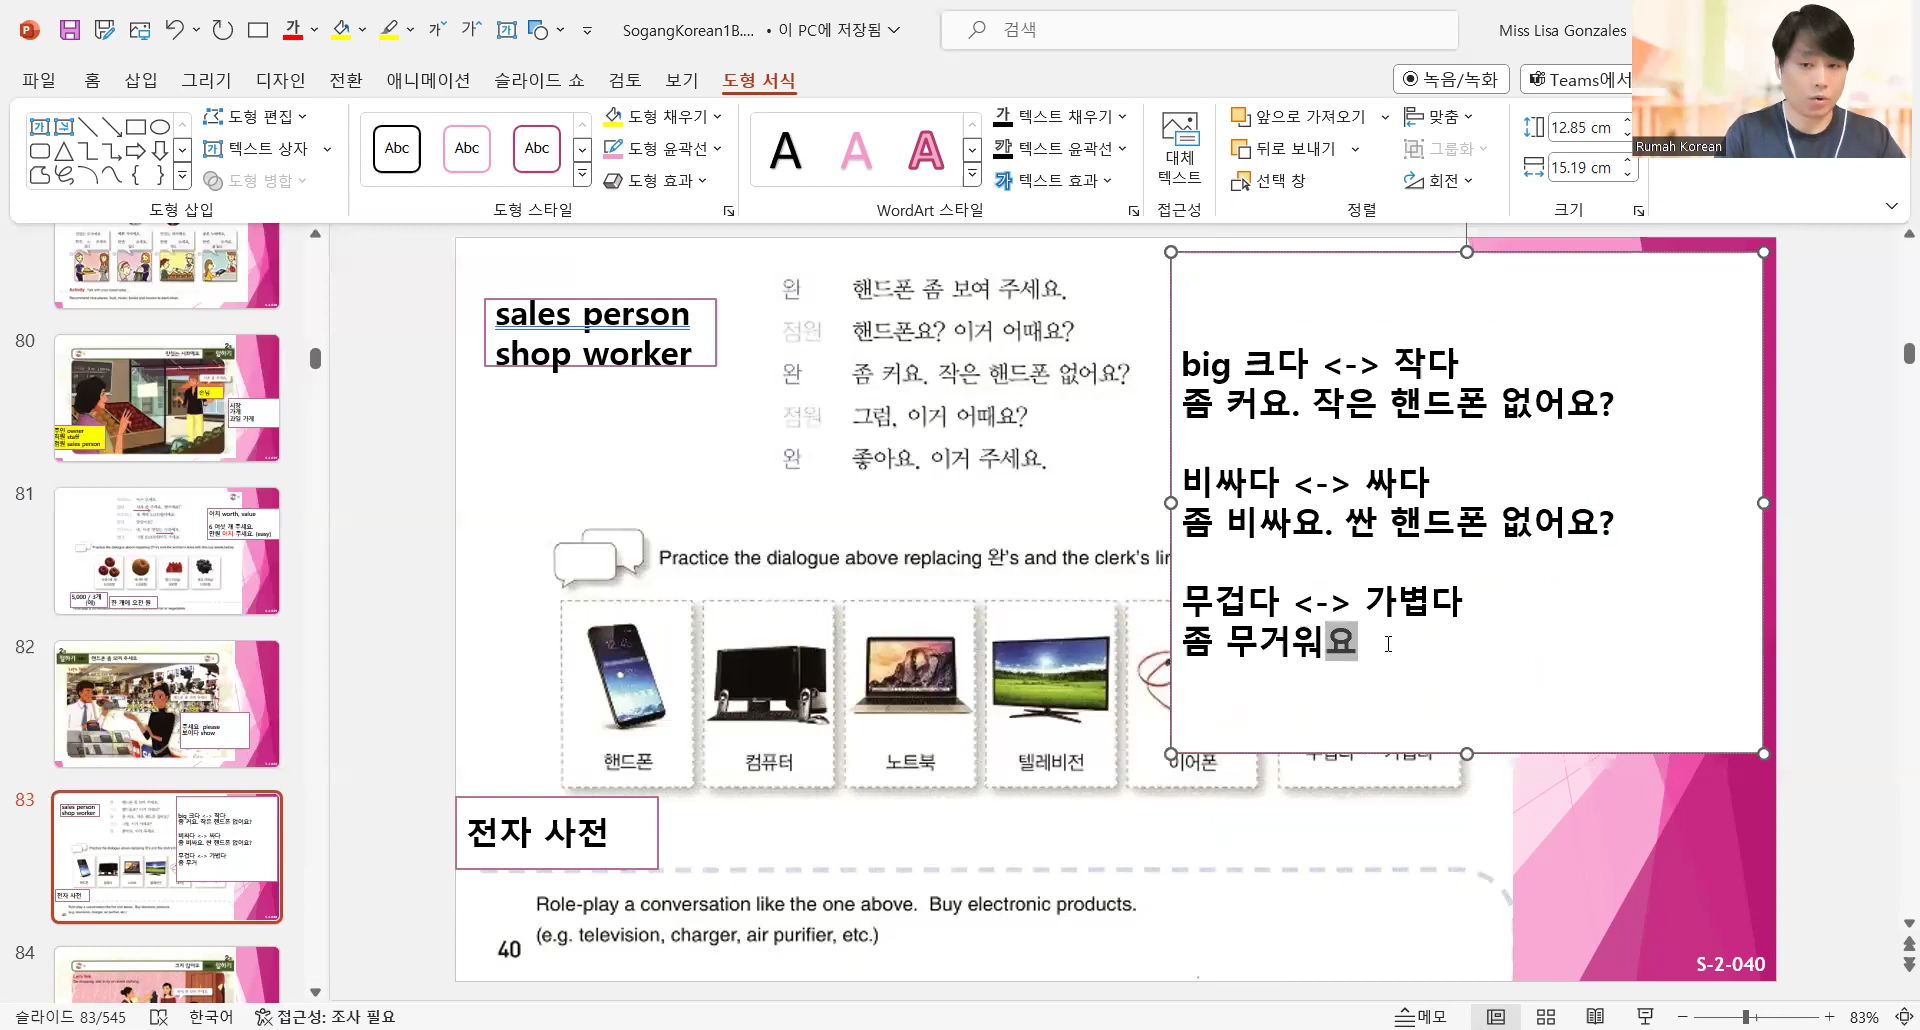 SogangKorean1B.... • 이 PC에 저장됨
검색
Miss Lisa Gonzales
파일 홈 삽입 그리기 디자인 전환 애니메이션 슬라이드 쇼 검토 보기 도형 서식
녹음/녹화
Teams에서
Rumah Korean
도형 편집
텍스트 상자
도형 병합
도형 삽입
Abc Abc Abc
도형 채우기
도형 윤곽선
도형 효과
도형 스타일
A A A
텍스트 채우기
텍스트 윤곽선
텍스트 효과
WordArt 스타일
대체
텍스트
접근성
앞으로 가져오기
뒤로 보내기
선택 창
맞춤
그룹화
회전
정렬
12.85 cm
15.19 cm
크기
80
81
82
83
84
sales person
shop worker
완 핸드폰 좀 보여 주세요.
점원 핸드폰요? 이거 어때요?
완 좀 커요. 작은 핸드폰 없어요?
점원 그럼, 이거 어때요?
완 좋아요. 이거 주세요.
big 크다 <-> 작다
좀 커요. 작은 핸드폰 없어요?
비싸다 <-> 싸다
좀 비싸요. 싼 핸드폰 없어요?
무겁다 <-> 가볍다
좀 무거워요
Practice the dialogue above replacing 완's and the clerk's lin
핸드폰
컴퓨터
노트북
텔레비전
이어폰
전자 사전
Role-play a conversation like the one above. Buy electronic products.
(e.g. television, charger, air purifier, etc.)
40
S-2-040
슬라이드 83/545
한국어
접근성: 조사 필요
메모
83%